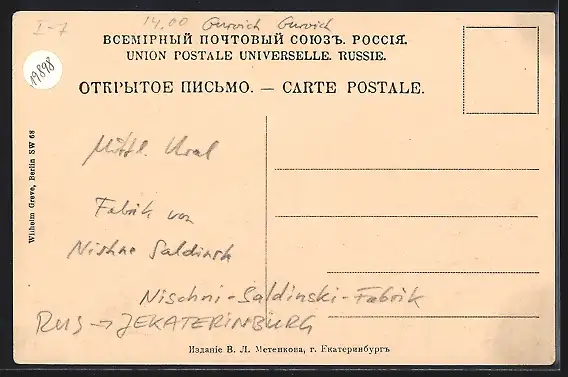 I-7
14.00 Gurvich Gurvich
ВСЕМІРНЫЙ ПОЧТОВЫЙ СОЮЗЪ. РОССІЯ.
UNION POSTALE UNIVERSELLE. RUSSIE.
19898
ОТКРЫТОЕ ПИСЬМО. — CARTE POSTALE.
Wilhelm Greve, Berlin SW 68
Mittl. Ural
Fabrik von
Nishne Saldinsk
Nischni-Saldinski-Fabrik
RUS → JEKATERINBURG
Изданіе В. Л. Метенкова, г. Екатеринбургъ